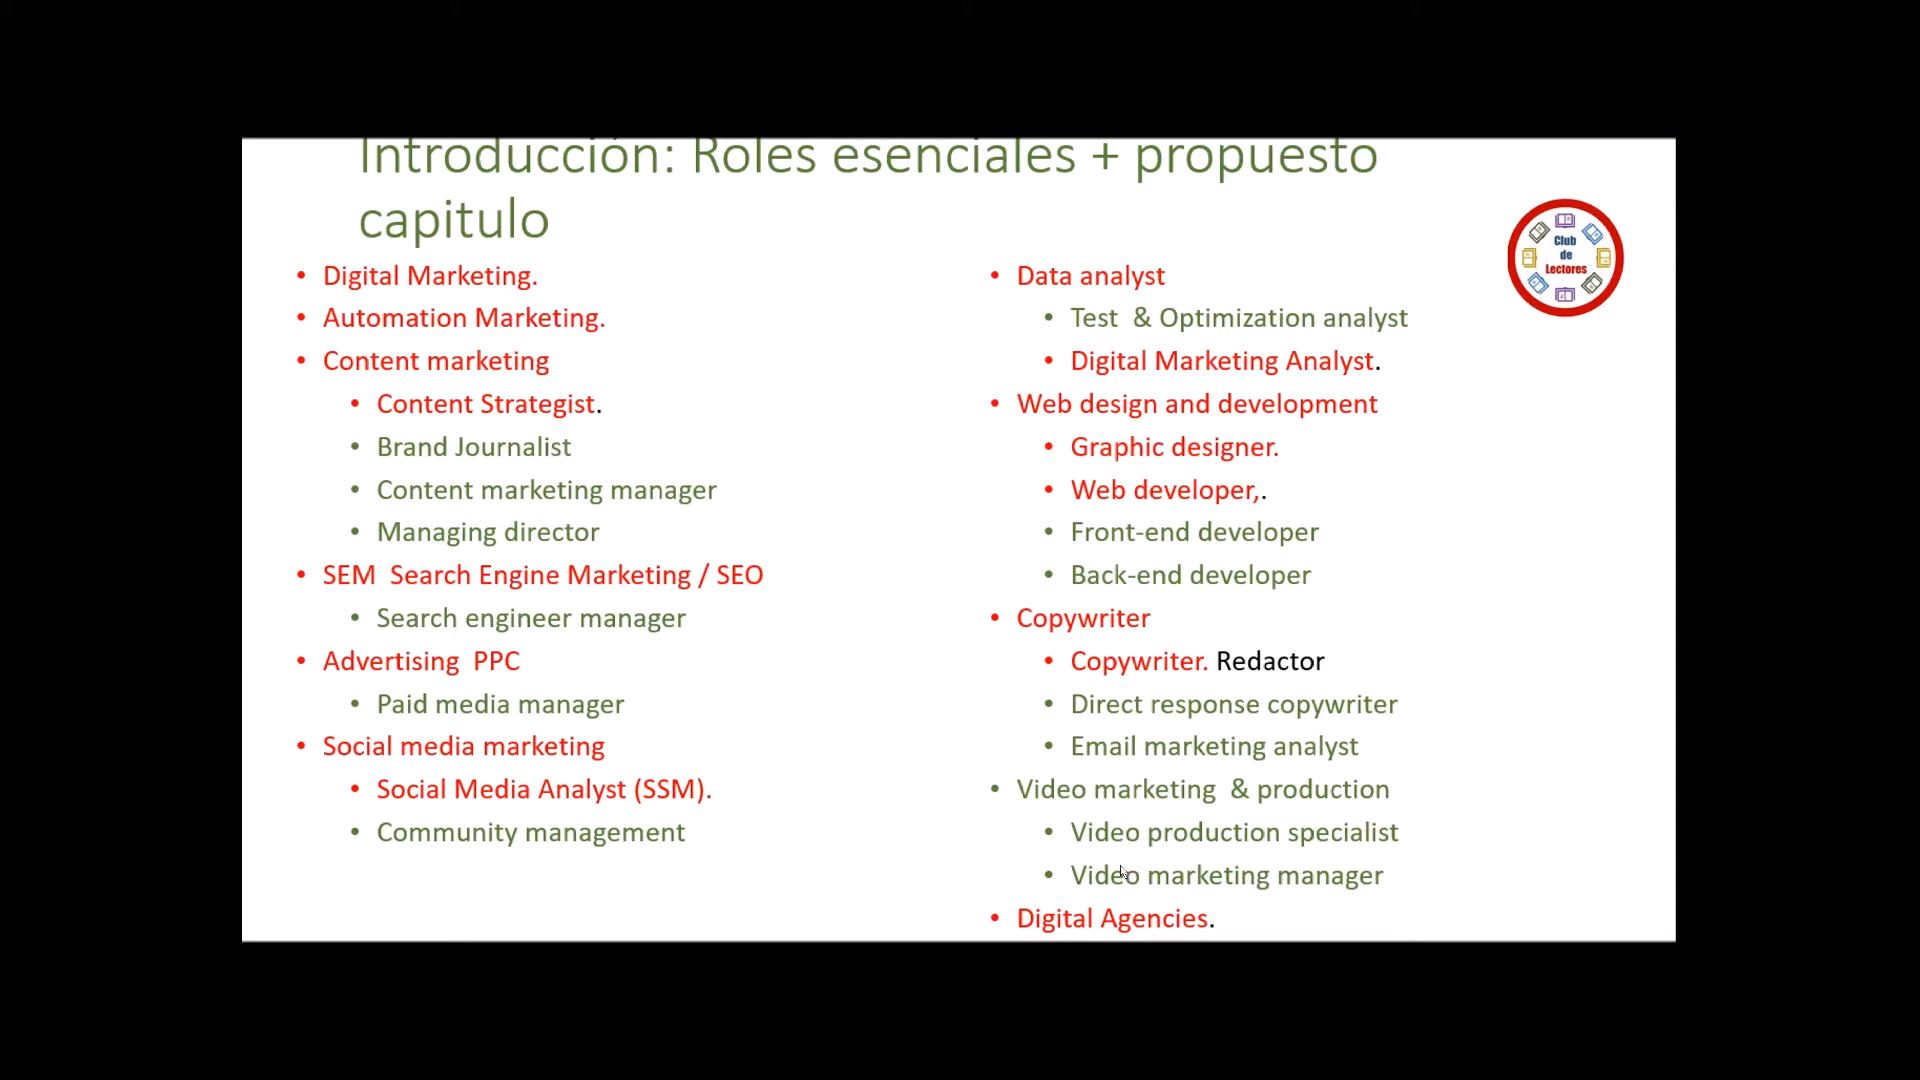 Introducción: Roles esenciales + propuesto
capitulo
Club
de
Lectores
• Digital Marketing.
• Automation Marketing.
• Content marketing
• Content Strategist.
• Brand Journalist
• Content marketing manager
• Managing director
• SEM  Search Engine Marketing / SEO
• Search engineer manager
• Advertising  PPC
• Paid media manager
• Social media marketing
• Social Media Analyst (SSM).
• Community management
• Data analyst
• Test  & Optimization analyst
• Digital Marketing Analyst.
• Web design and development
• Graphic designer.
• Web developer,.
• Front-end developer
• Back-end developer
• Copywriter
• Copywriter. Redactor
• Direct response copywriter
• Email marketing analyst
• Video marketing  & production
• Video production specialist
• Video marketing manager
• Digital Agencies.